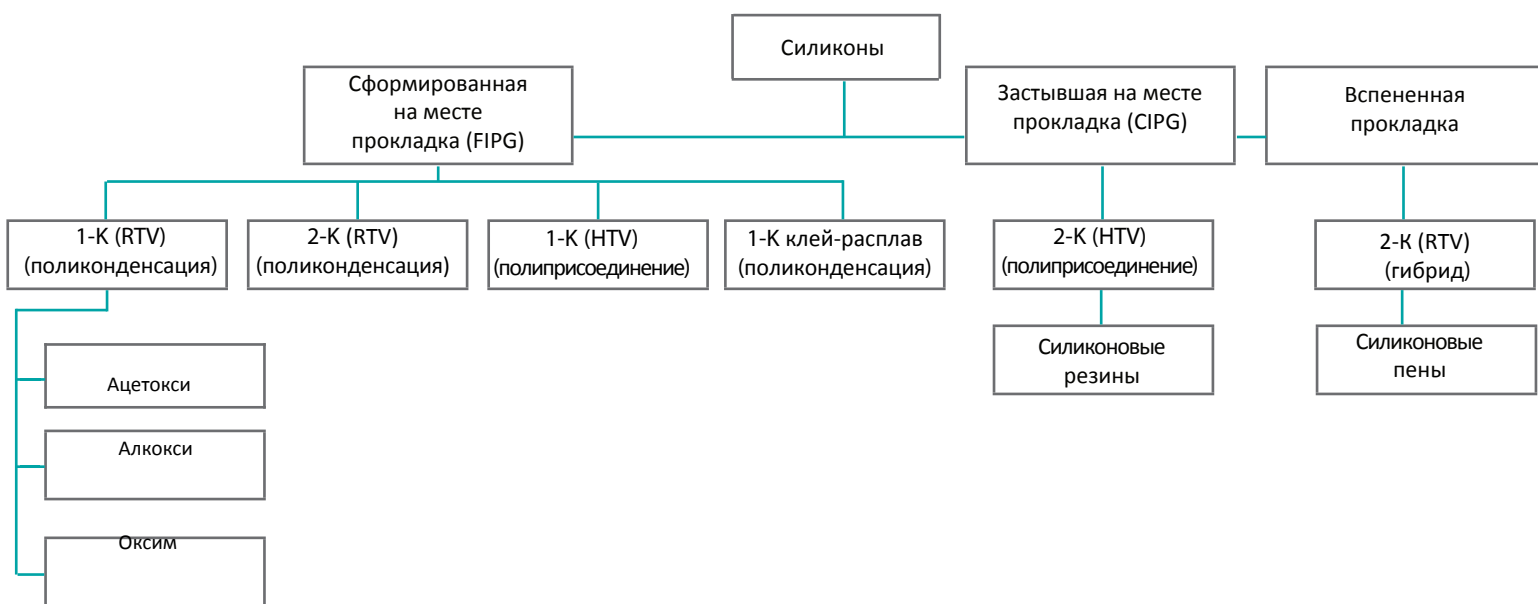 Силиконы
Сформированная
на месте
прокладка (FIPG)
Застывшая на месте
прокладка (CIPG)
Вспененная
прокладка
1-К (RTV)
(поликонденсация)
2-К (RTV)
(поликонденсация)
1-К (HTV)
(полиприсоединение)
1-К клей-расплав
(поликонденсация)
2-К (HTV)
(полиприсоединение)
2-К (RTV)
(гибрид)
Силиконовые
резины
Силиконовые
пены
Ацетокси
Алкокси
Оксим